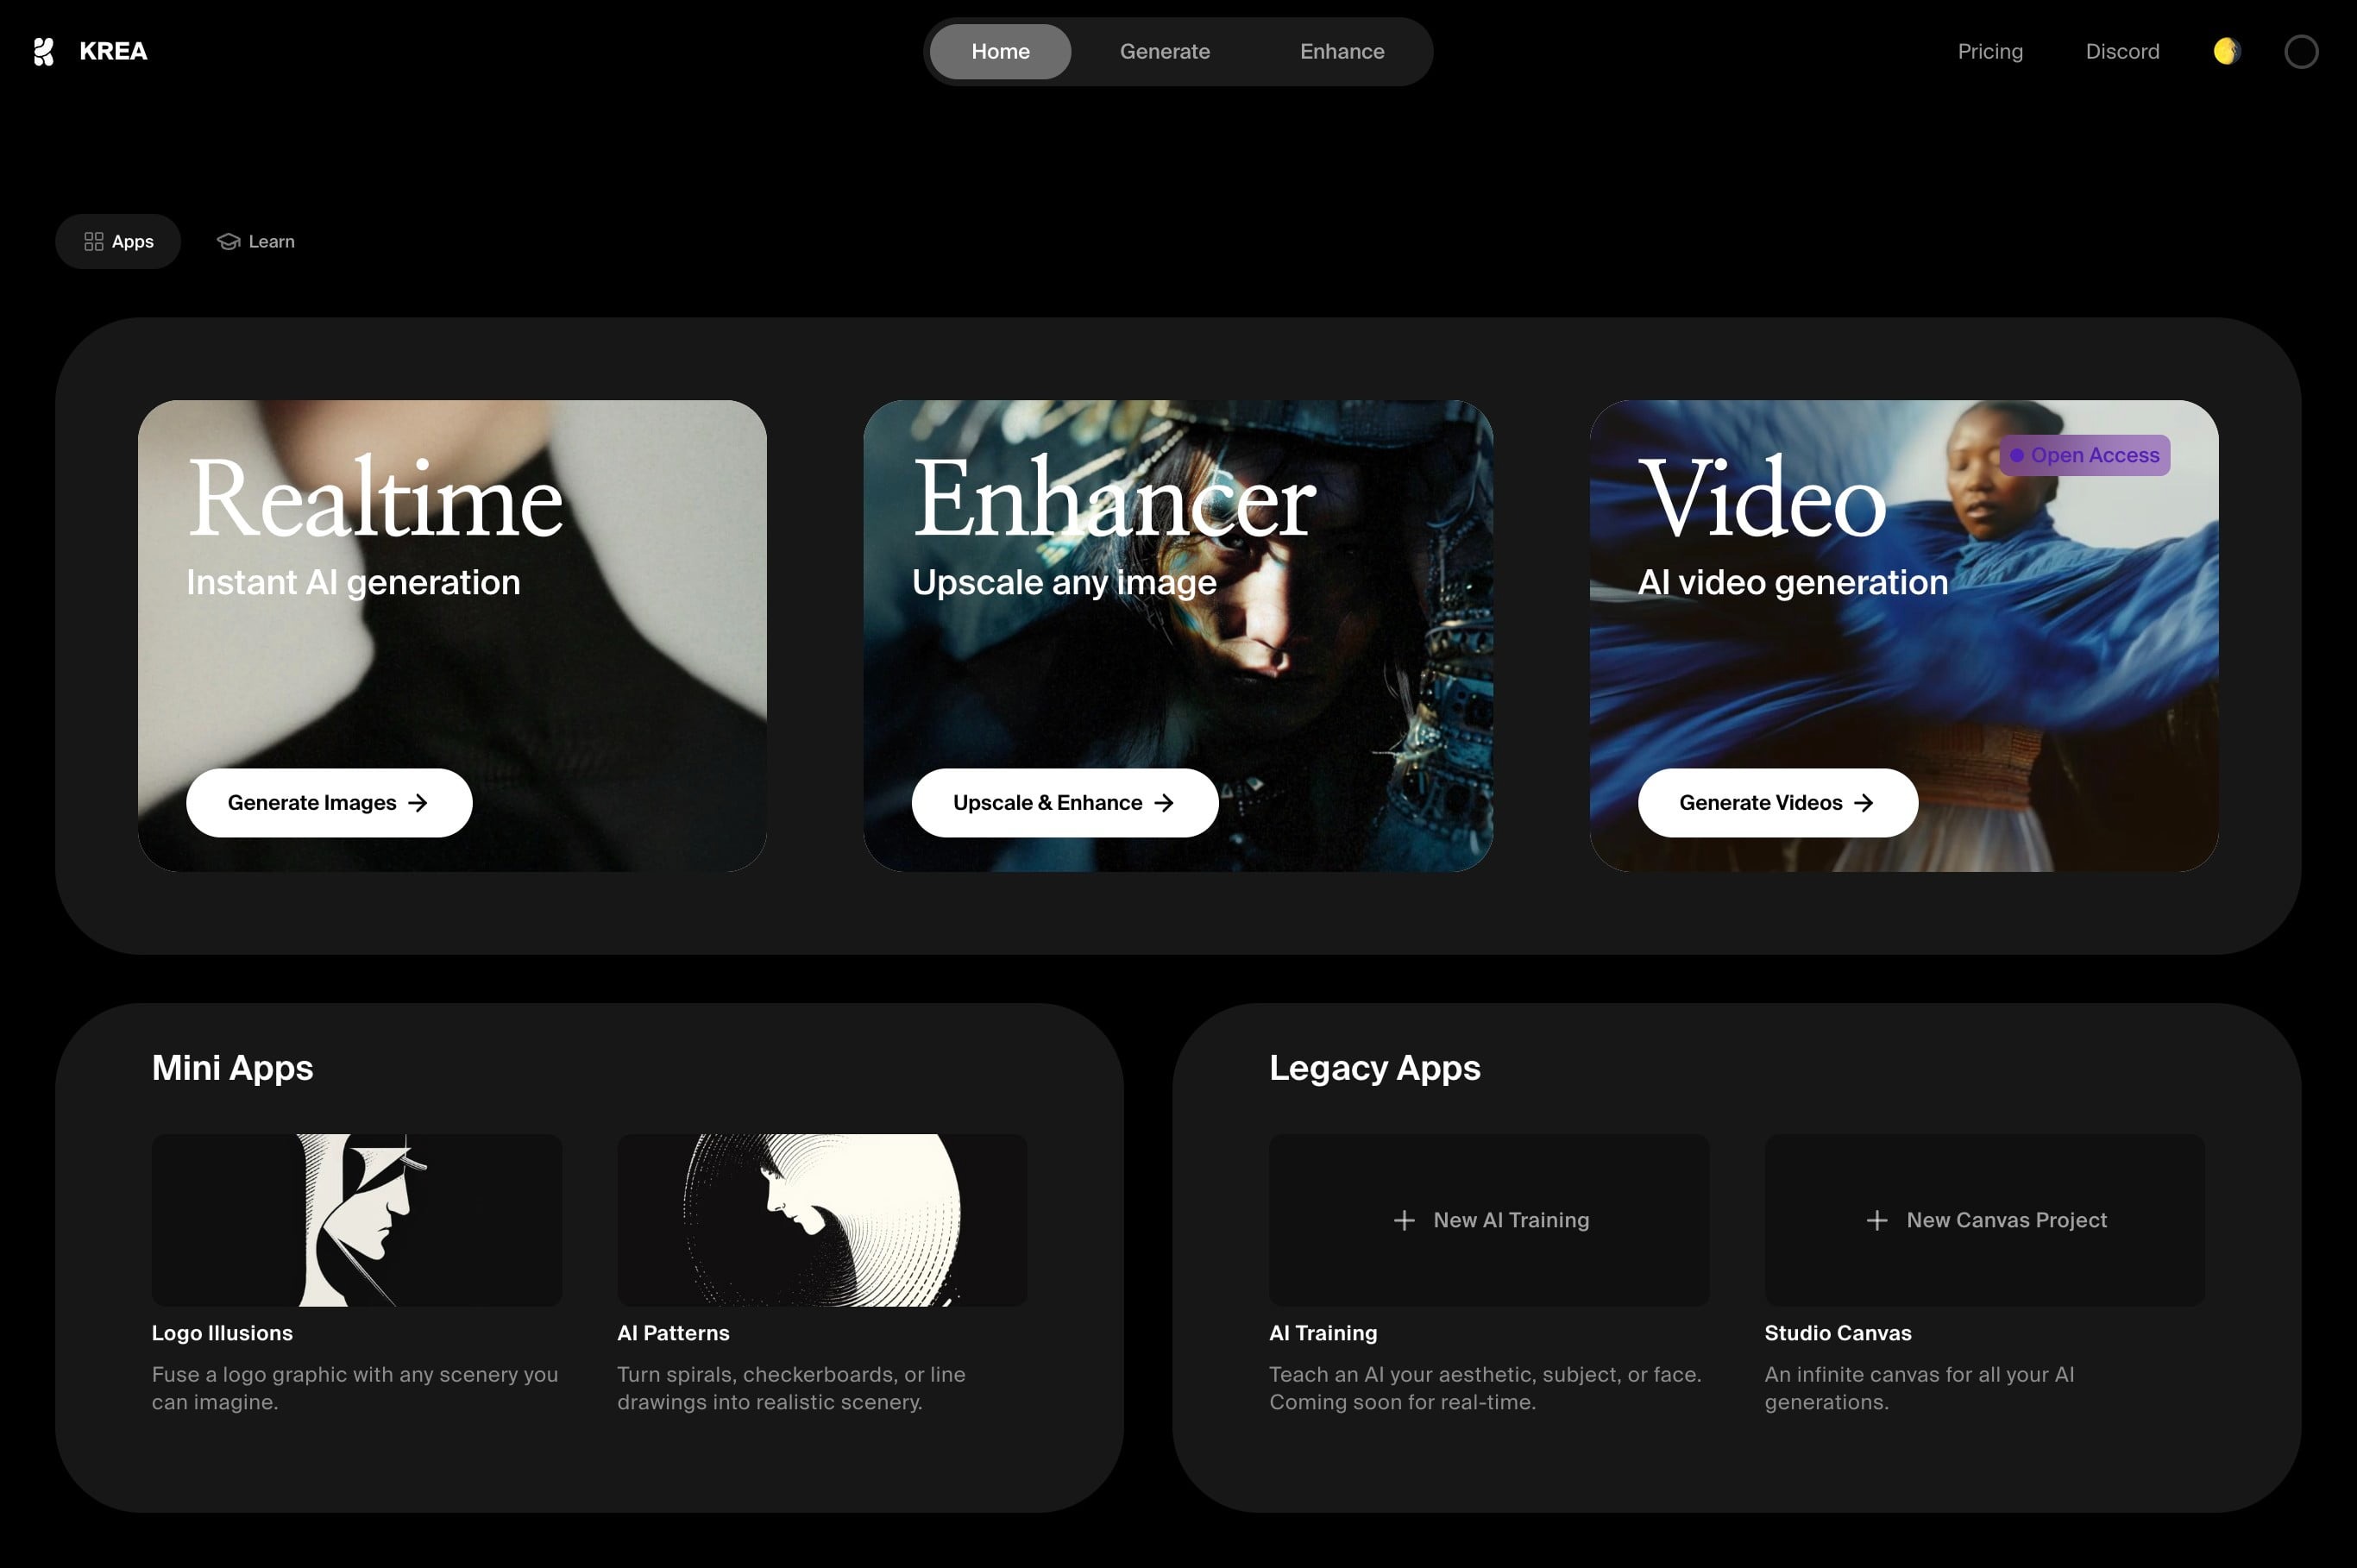 KREA
Home
Generate
Enhance
Pricing
Discord
Apps
Learn
Realtime
Instant AI generation
Generate Images
Enhancer
Upscale any image
Upscale & Enhance
Open Access
Video
AI video generation
Generate Videos
Mini Apps
Logo Illusions
Fuse a logo graphic with any scenery you
can imagine.
AI Patterns
Turn spirals, checkerboards, or line
drawings into realistic scenery.
Legacy Apps
New AI Training
AI Training
Teach an AI your aesthetic, subject, or face.
Coming soon for real-time.
New Canvas Project
Studio Canvas
An infinite canvas for all your AI
generations.